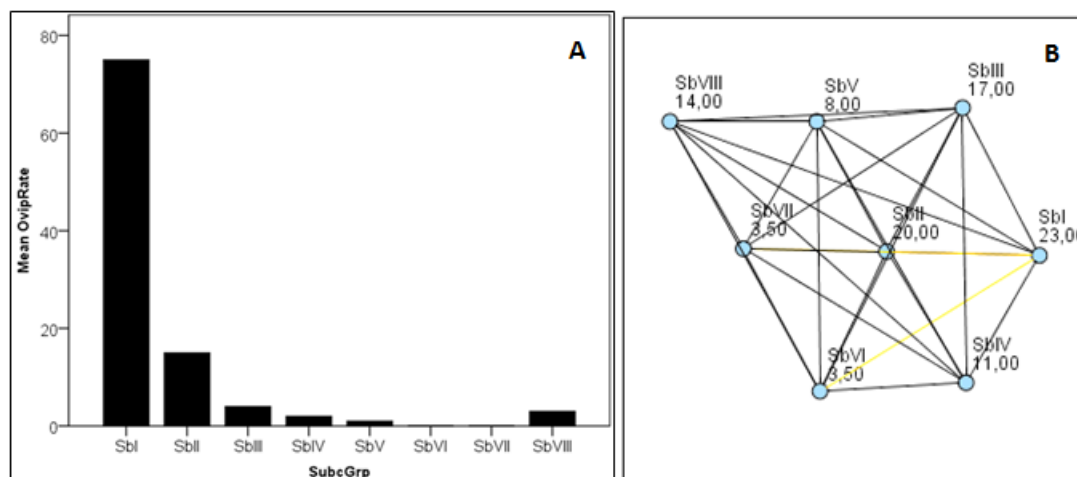 A
80
60
40
20
0
Mean OvipRate
SbI SbII SbIII SbIV SbV SbVI SbVII SbVIII
SubcGrp
B
SbVIII
14,00
SbV
8,00
SbIII
17,00
SbVII
3,50
SbII
20,00
SbI
23,00
SbVI
3,50
SbIV
11,00